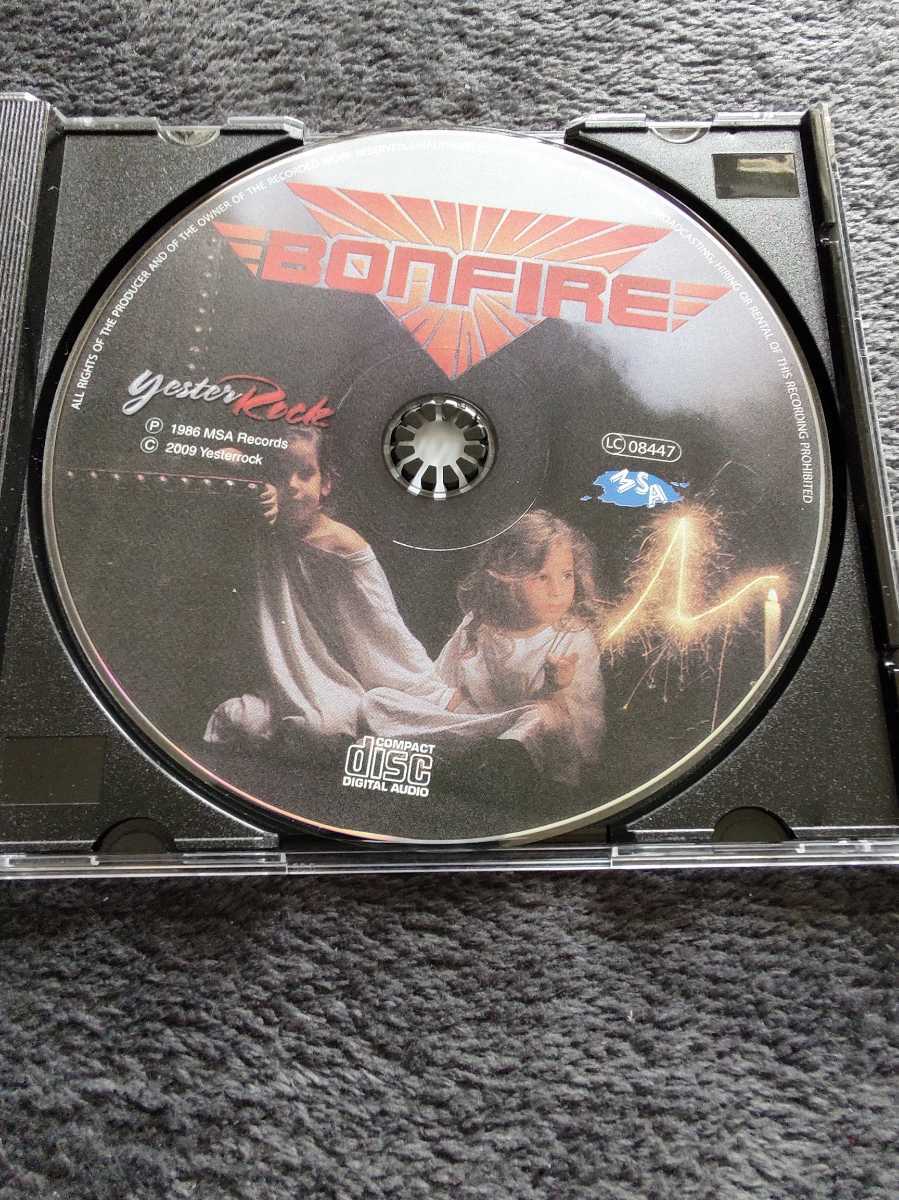 ALL RIGHTS OF THE PRODUCER AND OF THE OWNER OF THE RECORDED WORK RESERVED. UNAUTHORI
BROADCASTING, HIRING OR RENTAL OF THIS RECORDING PROHIBITED
BONFIRE
YesterRock
℗ 1986 MSA Records
© 2009 Yesterrock
LC 08447
MSA
COMPACT
disc
DIGITAL AUDIO